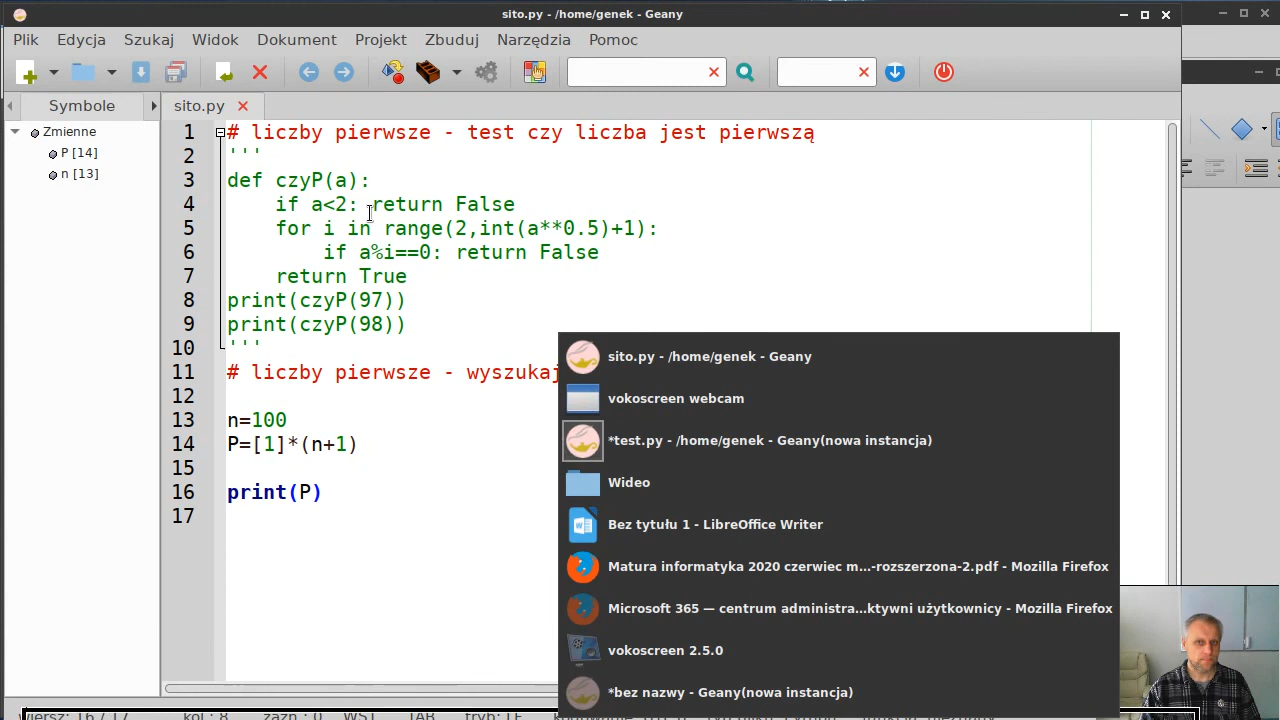 sito.py - /home/genek - Geany
Plik Edycja Szukaj Widok Dokument Projekt Zbuduj Narzędzia Pomoc
Symbole
sito.py
Zmienne
P [14]
n [13]
1 # liczby pierwsze - test czy liczba jest pierwszą
2 '''
3 def czyP(a):
4 if a<2: return False
5 for i in range(2,int(a**0.5)+1):
6 if a%i==0: return False
7 return True
8 print(czyP(97))
9 print(czyP(98))
10 '''
11 # liczby pierwsze - wyszukaj
12
13 n=100
14 P=[1]*(n+1)
15
16 print(P)
17
sito.py - /home/genek - Geany
vokoscreen webcam
*test.py - /home/genek - Geany(nowa instancja)
Wideo
Bez tytułu 1 - LibreOffice Writer
Matura informatyka 2020 czerwiec m...-rozszerzona-2.pdf - Mozilla Firefox
Microsoft 365 — centrum administra...ktywni użytkownicy - Mozilla Firefox
vokoscreen 2.5.0
*bez nazwy - Geany(nowa instancja)